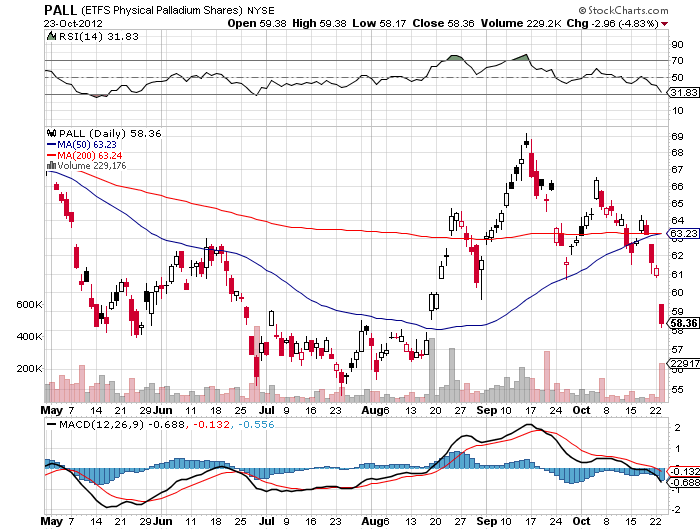 PALL (ETFS Physical Palladium Shares) NYSE © StockCharts.com
23-Oct-2012 Open 59.38 High 59.38 Low 58.17 Close 58.36 Volume 229.2K Chg -2.96 (-4.83%)
RSI(14) 31.83
90
70
50
31.83
10
PALL (Daily) 58.36
MA(50) 63.23
MA(200) 63.24
Volume 229,176
69
68
67
66
65
64
63.23
63
62
61
60
59
58.36
58
57
22917
56
55
600K
400K
200K
May 7 14 21 29 Jun 11 18 25 Jul 9 16 23 Aug 6 13 20 27 Sep 10 17 24 Oct 8 15 22
MACD(12,26,9) -0.688, -0.132, -0.556
2
1
-0.132
-0.688
-1
-2
May 7 14 21 29 Jun 11 18 25 Jul 9 16 23 Aug 6 13 20 27 Sep 10 17 24 Oct 8 15 22